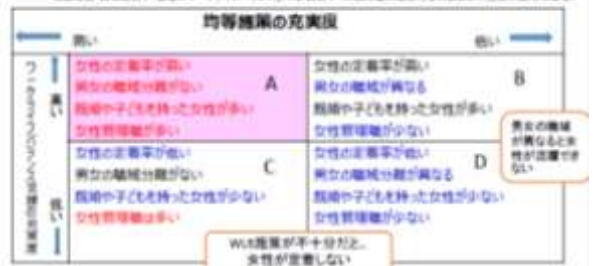 均等施策の充実度
高い
低い
ワークライフバランス支援の充実度
高い
低い
女性の定着率が高い
男女の職域分離がない
既婚や子どもを持った女性が多い
女性管理職が多い
A
女性の定着率が高い
男女の職域が異なる
既婚や子どもを持った女性が多い
女性管理職が少ない
B
女性の定着率が低い
男女の職域分離がない
既婚や子どもを持った女性が少ない
女性管理職は多い
C
女性の定着率が低い
男女の職域分離が異なる
既婚や子どもを持った女性が少ない
女性管理職が少ない
D
男女の職域
が異なると女
性が活躍でき
ない
WLB施策が不十分だと、
女性が定着しない